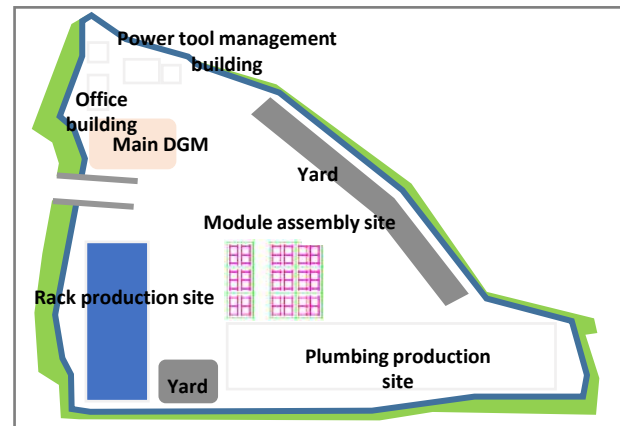 Power tool management
building
Office
building
Main DGM
Yard
Module assembly site
Rack production site
Plumbing production
site
Yard